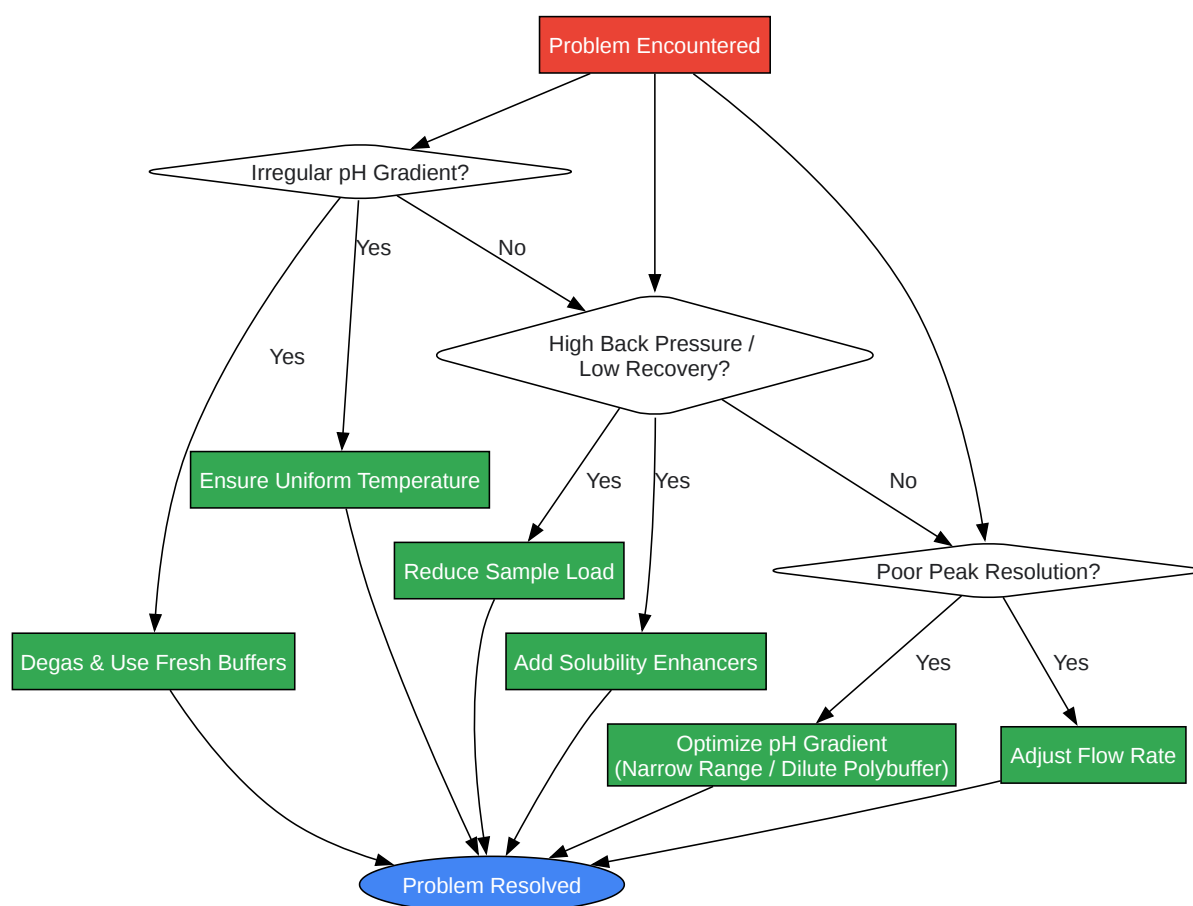 Problem Encountered
Irregular pH Gradient?
Yes
No
High Back Pressure /
Low Recovery?
Yes
Ensure Uniform Temperature
Yes
Yes
No
Reduce Sample Load
Poor Peak Resolution?
Degas & Use Fresh Buffers
Add Solubility Enhancers
Yes
Yes
Optimize pH Gradient
(Narrow Range / Dilute Polybuffer)
Adjust Flow Rate
Problem Resolved